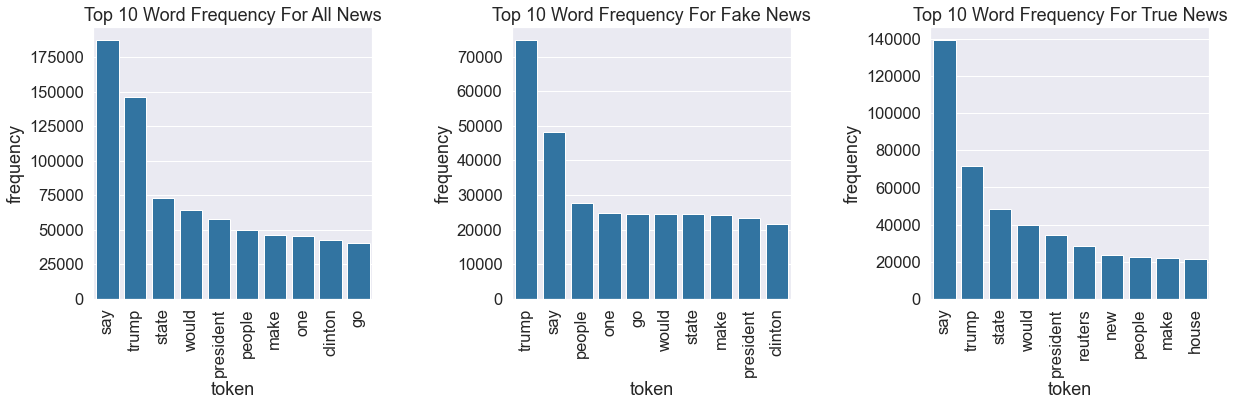 Top 10 Word Frequency For All News
175000
150000
125000
100000
75000
50000
25000
0
frequency
say
trump
state
would
president
people
make
one
clinton
go
token
Top 10 Word Frequency For Fake News
70000
60000
50000
40000
30000
20000
10000
0
frequency
trump
say
people
one
go
would
state
make
president
clinton
token
Top 10 Word Frequency For True News
140000
120000
100000
80000
60000
40000
20000
0
frequency
say
trump
state
would
president
reuters
new
people
make
house
token